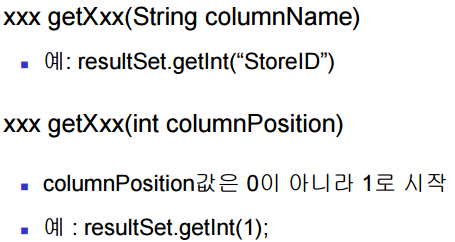 xxx getXxx(String columnName)
▪ 예: resultSet.getInt(“StoreID”)
xxx getXxx(int columnPosition)
▪ columnPosition값은 0이 아니라 1로 시작
▪ 예 : resultSet.getInt(1);